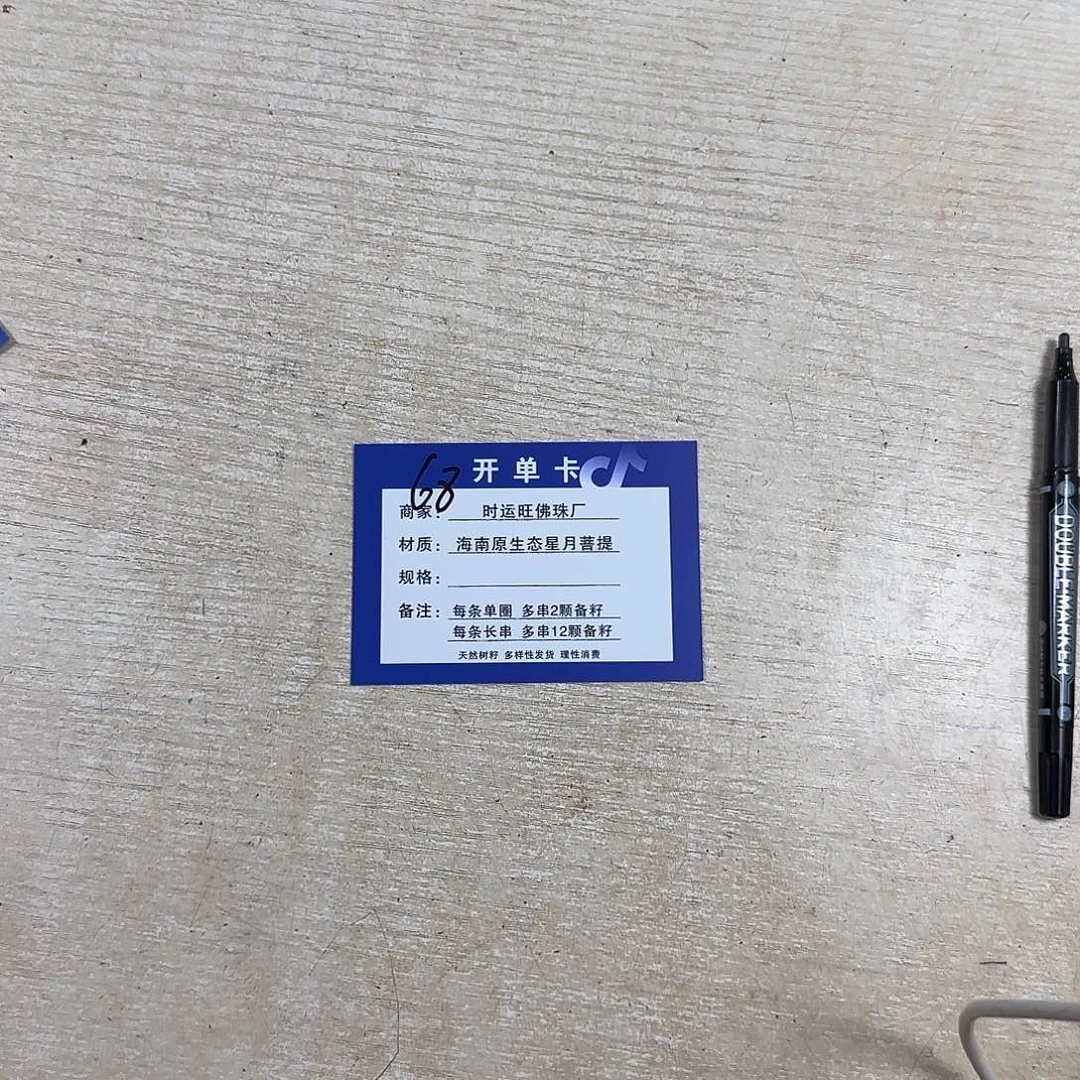 开单卡
68
商家: 时运旺佛珠厂
材质: 海南原生态星月菩提
规格:
备注: 每条单圈 多串2颗备籽
每条长串 多串12颗备籽
天然树籽 多样性发货 理性消费
DOUBLE MARKER